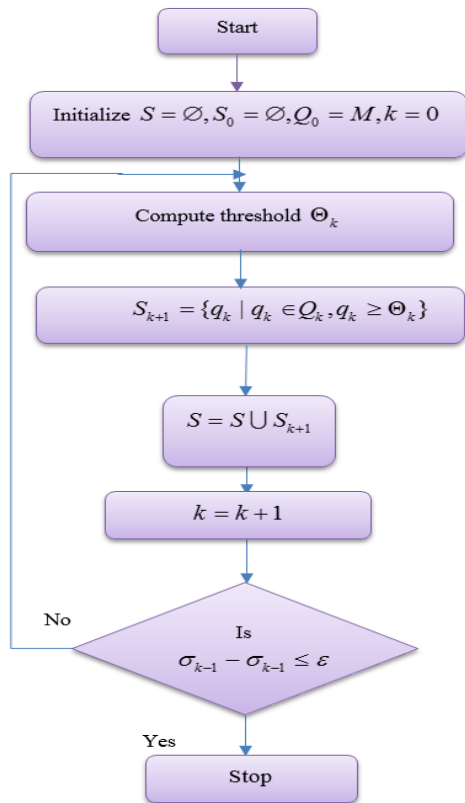 Start
Initialize S = ∅, S₀ = ∅, Q₀ = M, k = 0
Compute threshold Θₖ
Sₖ₊₁ = {qₖ | qₖ ∈ Qₖ, qₖ ≥ Θₖ}
S = S ∪ Sₖ₊₁
k = k + 1
No
Is
σₖ₋₁ − σₖ₋₁ ≤ ε
Yes
Stop